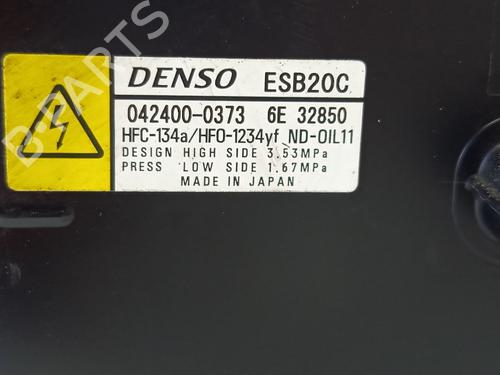 DENSO ESB20C
042400-0373 6E 32850
HFC-134a/HFO-1234yf ND-OIL11
DESIGN HIGH SIDE 3.53MPa
PRESS LOW SIDE 1.67MPa
MADE IN JAPAN
B-PARTS